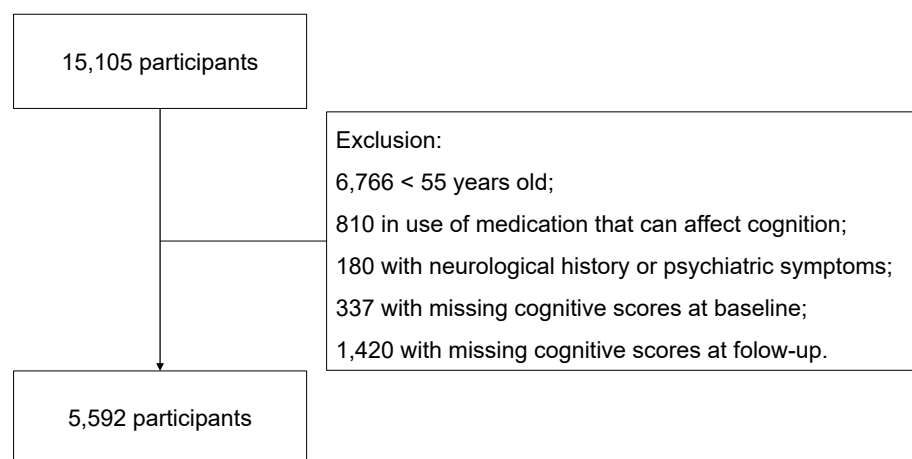 15,105 participants
Exclusion:
6,766 < 55 years old;
810 in use of medication that can affect cognition;
180 with neurological history or psychiatric symptoms;
337 with missing cognitive scores at baseline;
1,420 with missing cognitive scores at folow-up.
5,592 participants